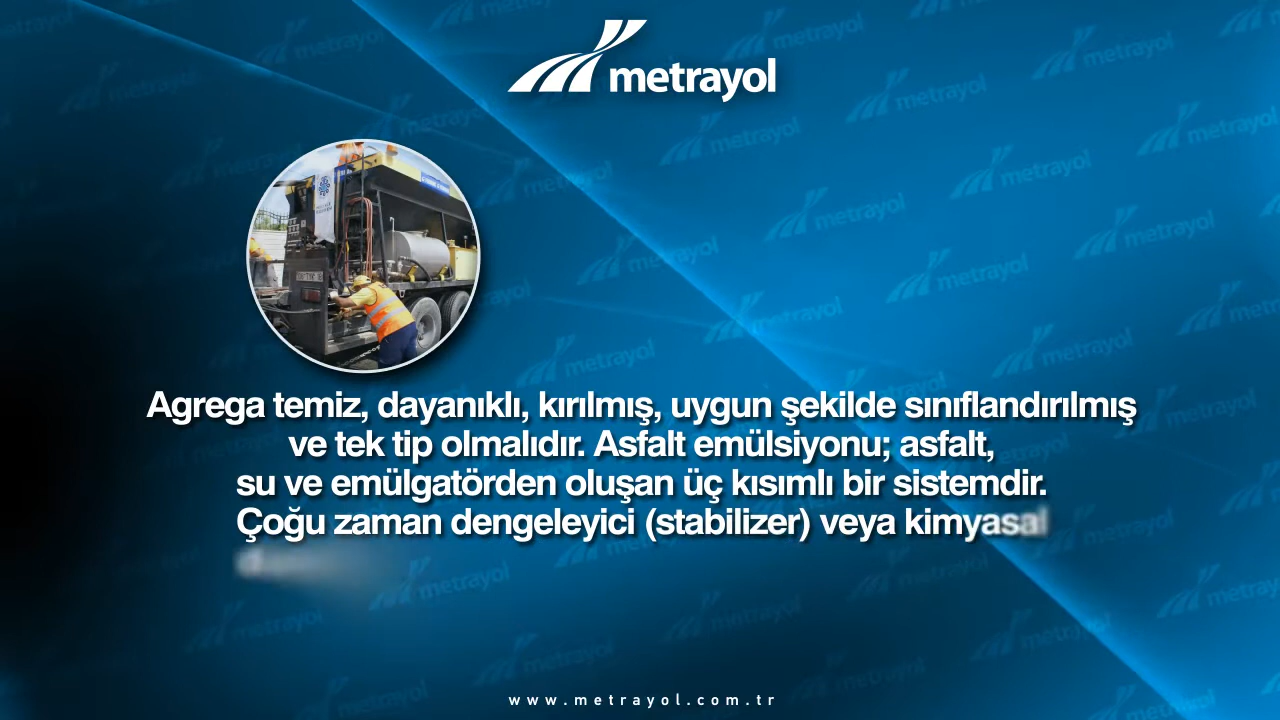 metrayol
Agrega temiz, dayanıklı, kırılmış, uygun şekilde sınıflandırılmış
ve tek tip olmalıdır. Asfalt emülsiyonu; asfalt,
su ve emülgatörden oluşan üç kısımlı bir sistemdir.
Çoğu zaman dengeleyici (stabilizer) veya kimyasal
www.metrayol.com.tr